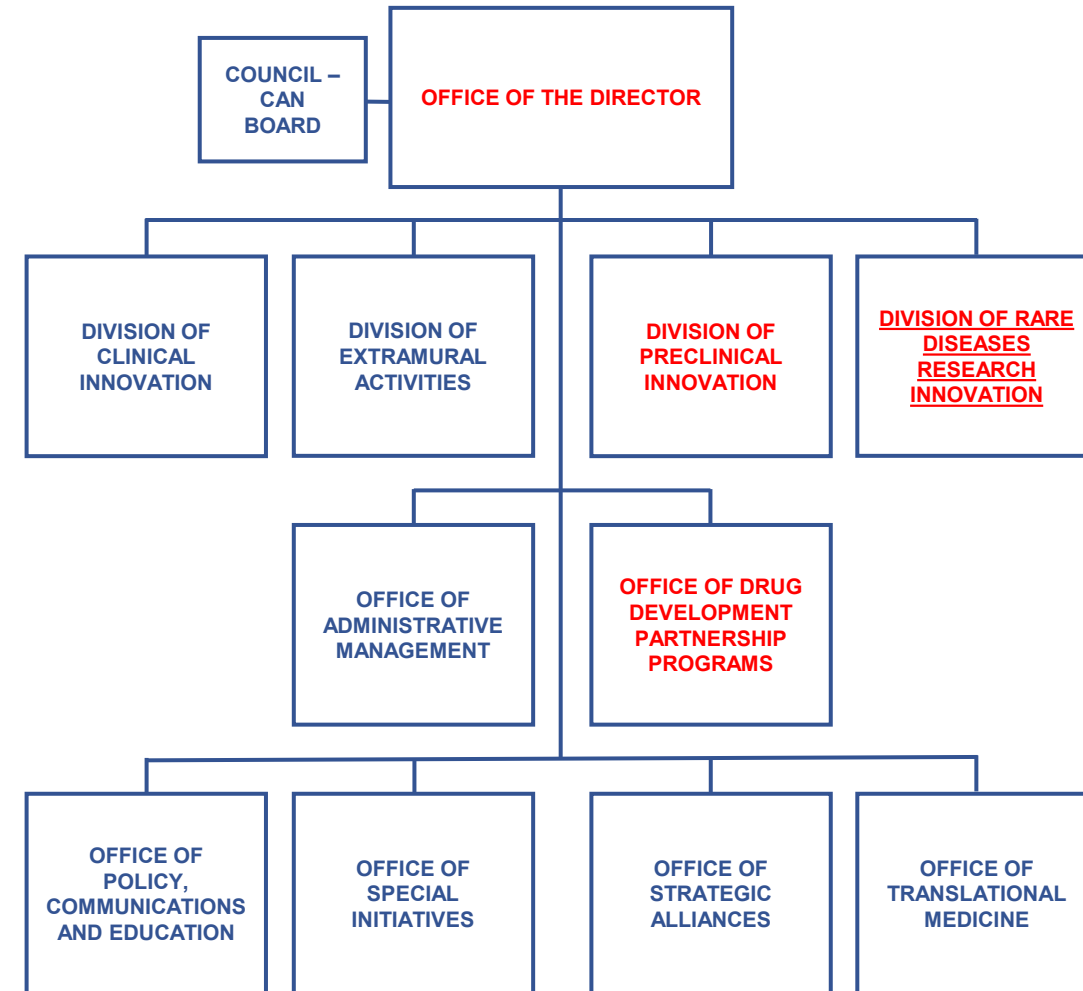 COUNCIL –
CAN
BOARD
OFFICE OF THE DIRECTOR
DIVISION OF
CLINICAL
INNOVATION
DIVISION OF
EXTRAMURAL
ACTIVITIES
DIVISION OF
PRECLINICAL
INNOVATION
DIVISION OF RARE
DISEASES
RESEARCH
INNOVATION
OFFICE OF
ADMINISTRATIVE
MANAGEMENT
OFFICE OF DRUG
DEVELOPMENT
PARTNERSHIP
PROGRAMS
OFFICE OF
POLICY,
COMMUNICATIONS
AND EDUCATION
OFFICE OF
SPECIAL
INITIATIVES
OFFICE OF
STRATEGIC
ALLIANCES
OFFICE OF
TRANSLATIONAL
MEDICINE